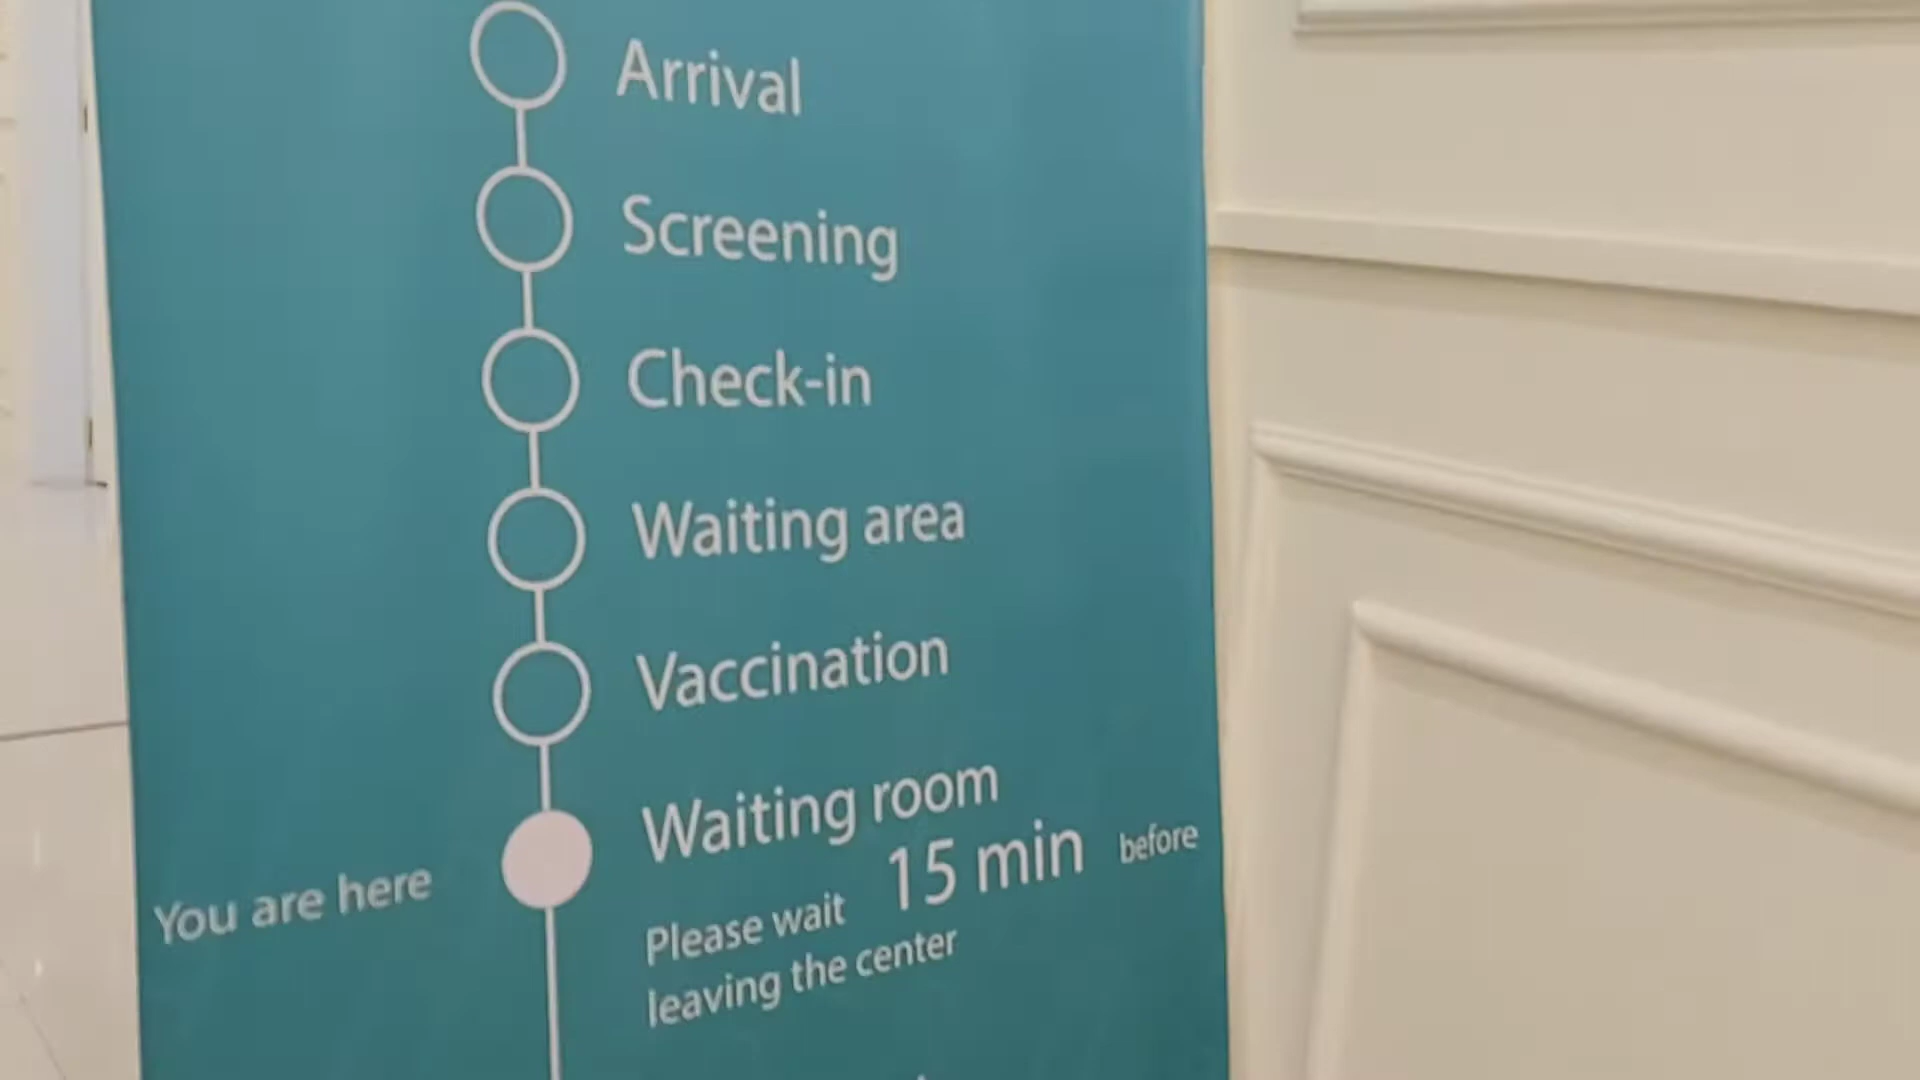 Arrival
Screening
Check-in
Waiting area
Vaccination
Waiting room
You are here
Please wait 15 min before
leaving the center